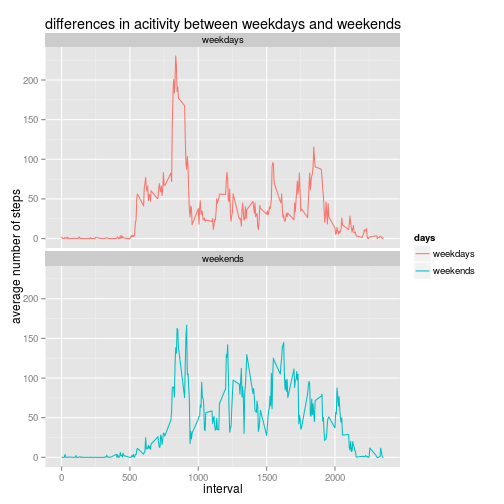 differences in acitivity between weekdays and weekends
weekdays
200
150
100
50
0
weekends
200
150
100
50
0
0 500 1000 1500 2000
interval
average number of steps
days
weekdays
weekends